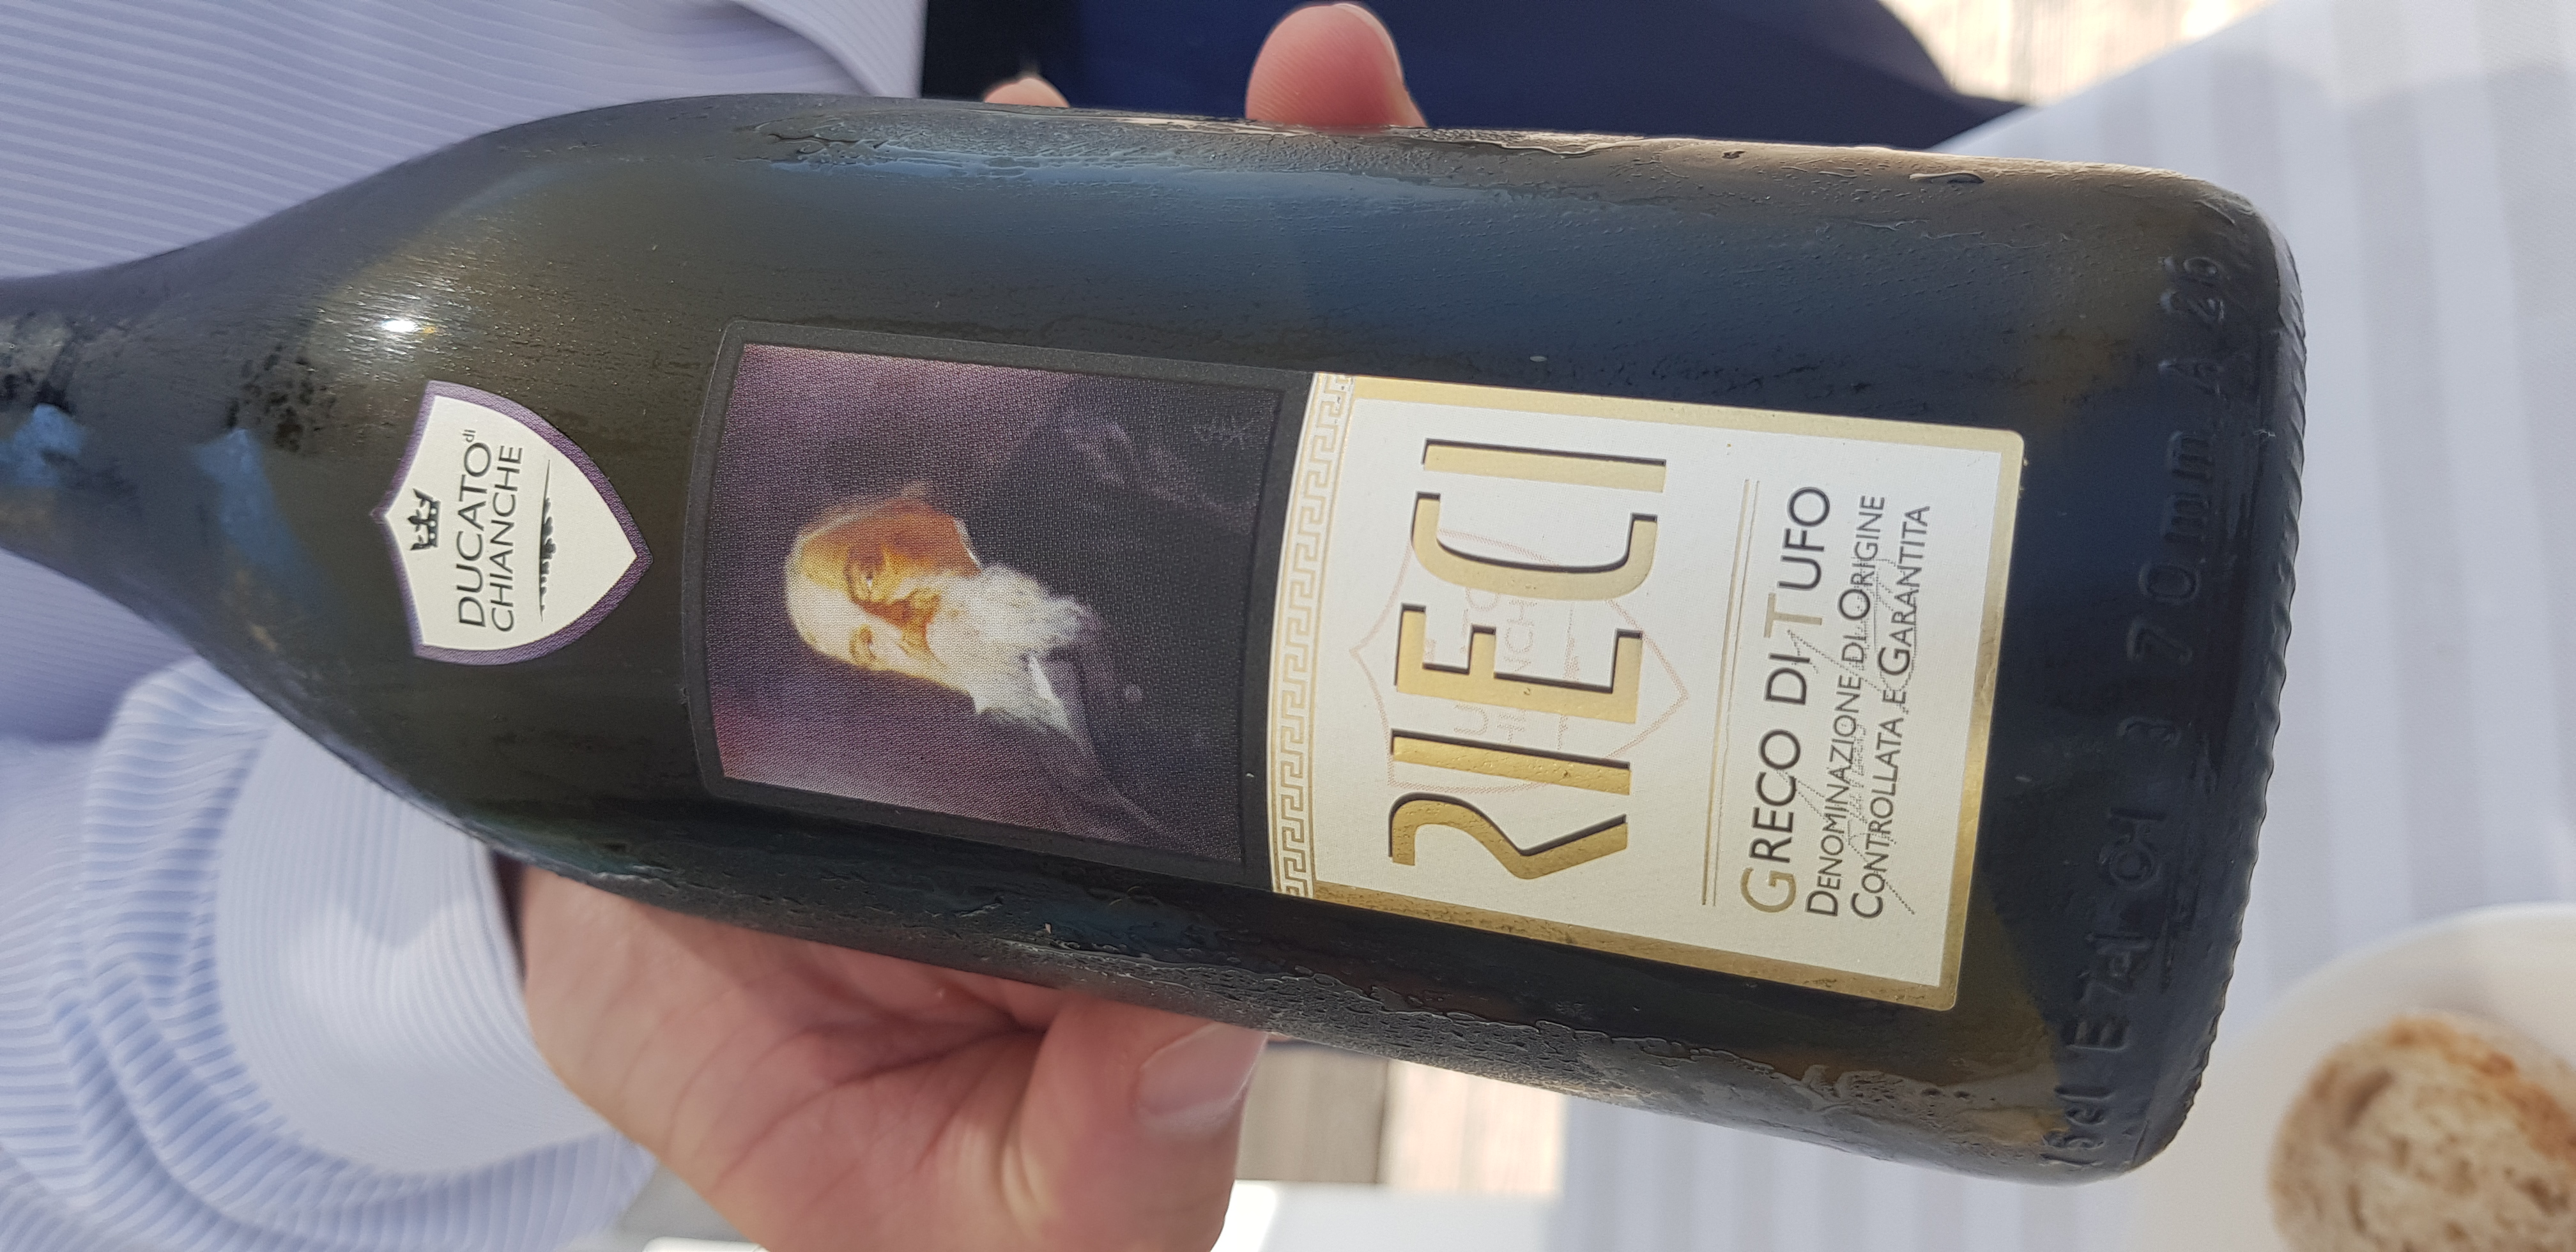 DUCATO di
CHIANCHE
RIECI
GRECO DI TUFO
DENOMINAZIONE DI ORIGINE
CONTROLLATA E GARANTITA